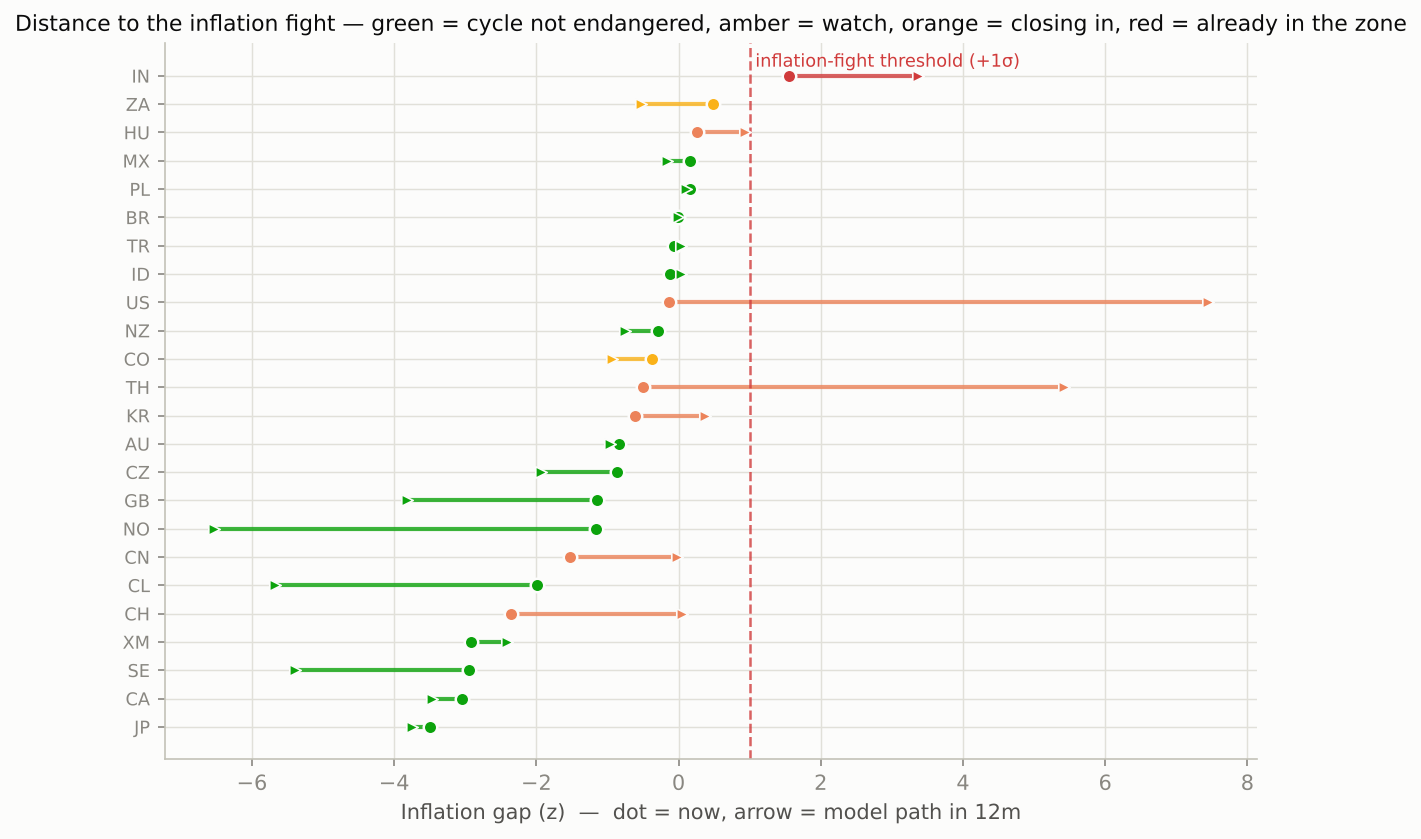 Distance to the inflation fight — green = cycle not endangered, amber = watch, orange = closing in, red = already in the zone
inflation-fight threshold (+1σ)
IN
ZA
HU
MX
PL
BR
TR
ID
US
NZ
CO
TH
KR
AU
CZ
GB
NO
CN
CL
CH
XM
SE
CA
JP
−6 −4 −2 0 2 4 6 8
Inflation gap (z) — dot = now, arrow = model path in 12m